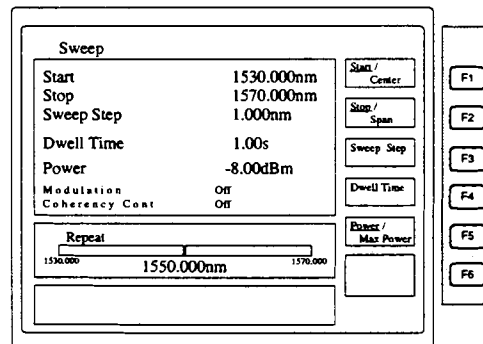 Sweep
Start 1530.000nm
Stop 1570.000nm
Sweep Step 1.000nm
Dwell Time 1.00s
Power -8.00dBm
Modulation Off
Coherency Cont Off
Repeat
1530.000 1570.000
1550.000nm
Start /
Center
Stop /
Span
Sweep Step
Dwell Time
Power /
Max Power
F1
F2
F3
F4
F5
F6